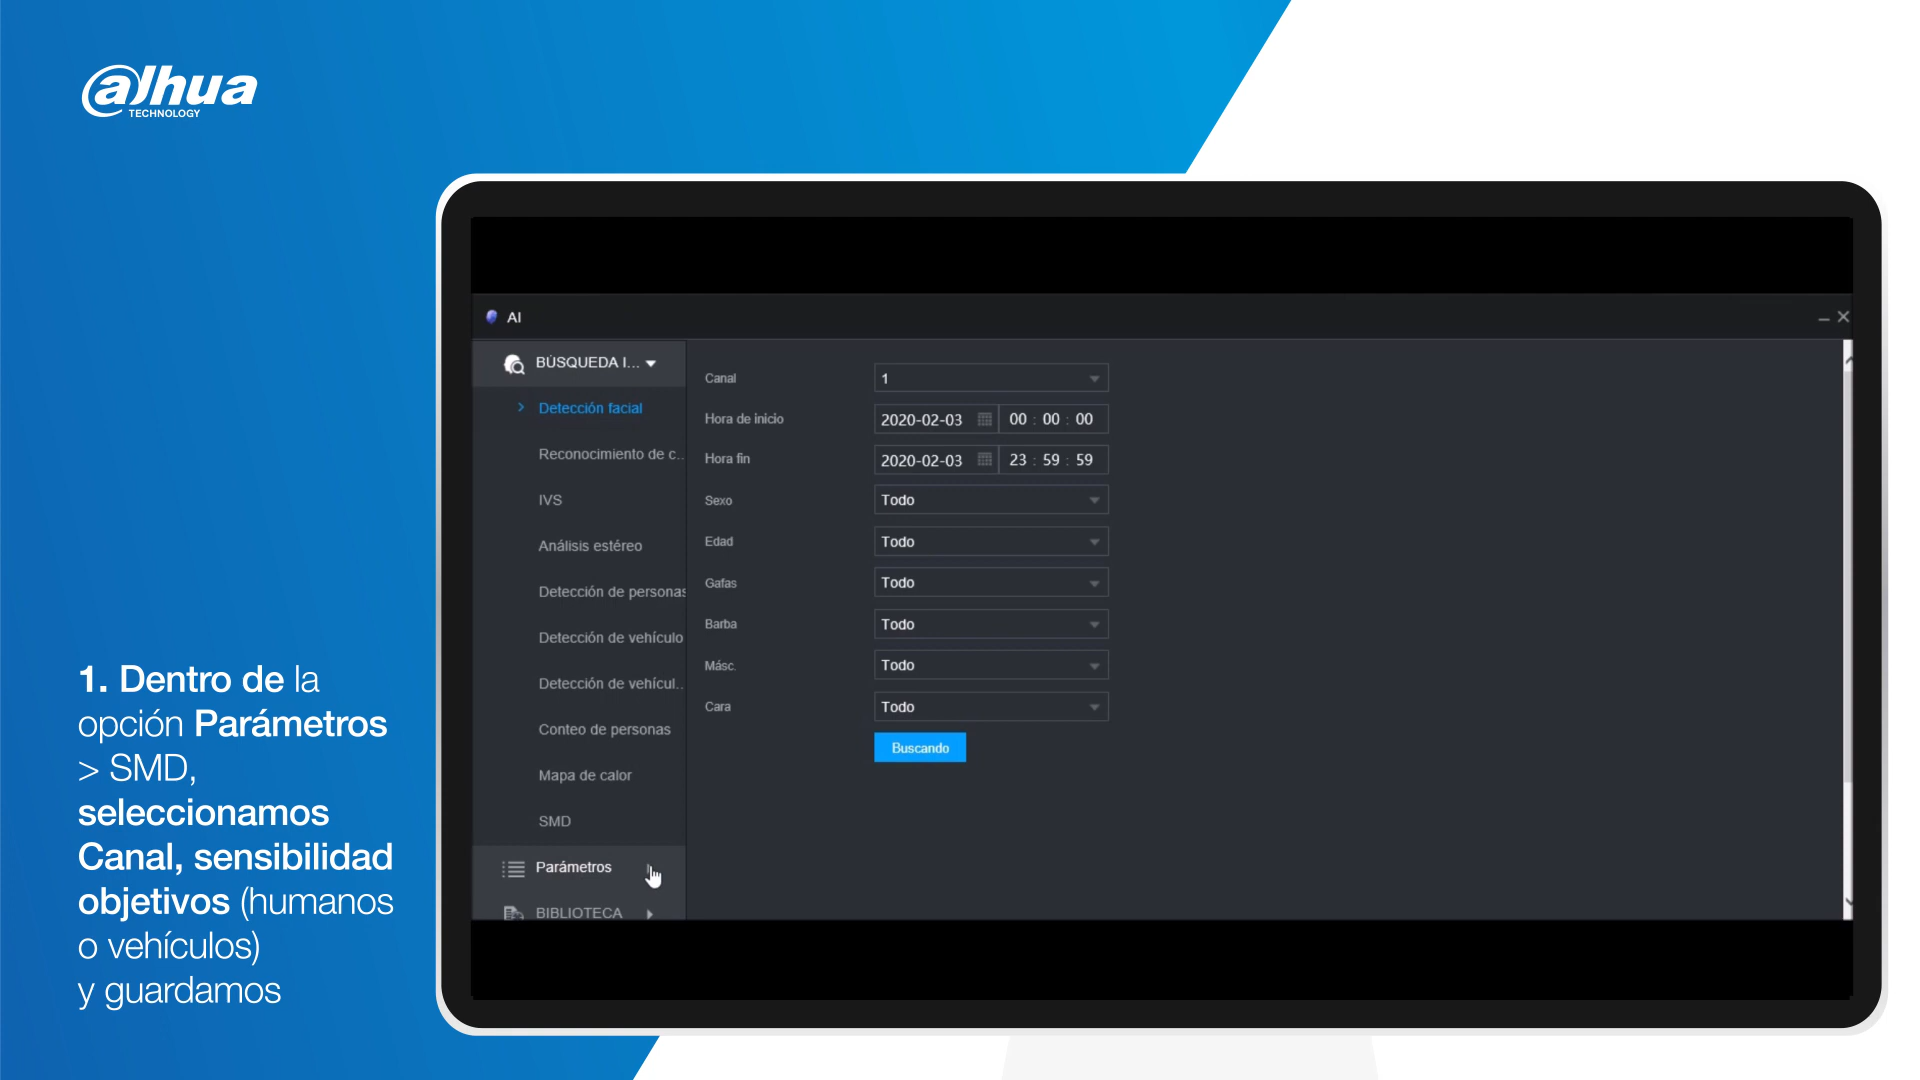 alhua
TECHNOLOGY
1. Dentro de la
opción Parámetros
> SMD,
seleccionamos
Canal, sensibilidad
objetivos (humanos
o vehículos)
y guardamos
AI
BÚSQUEDA I...
Detección facial
Reconocimiento de c...
IVS
Análisis estéreo
Detección de personas
Detección de vehículo
Detección de vehícul...
Conteo de personas
Mapa de calor
SMD
Parámetros
BIBLIOTECA
Canal 1
Hora de inicio 2020-02-03 00 : 00 : 00
Hora fin 2020-02-03 23 : 59 : 59
Sexo Todo
Edad Todo
Gafas Todo
Barba Todo
Másc. Todo
Cara Todo
Buscando